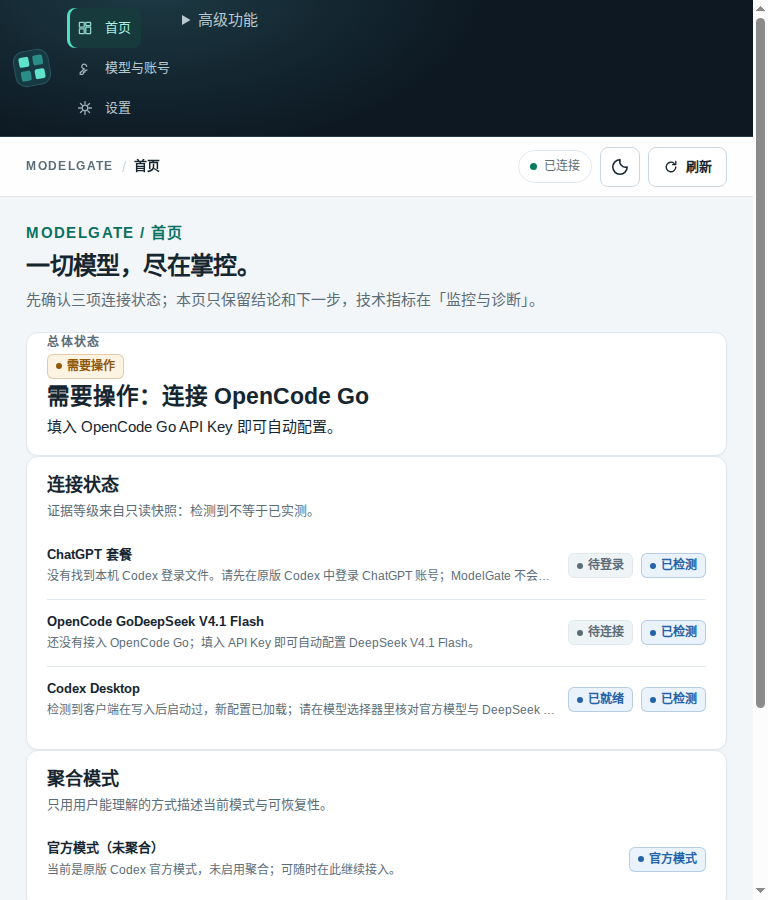 首页
高级功能
模型与账号
设置
MODELGATE / 首页
已连接
刷新
MODELGATE / 首页
一切模型，尽在掌控。
先确认三项连接状态；本页只保留结论和下一步，技术指标在「监控与诊断」。
总体状态
需要操作
需要操作：连接 OpenCode Go
填入 OpenCode Go API Key 即可自动配置。
连接状态
证据等级来自只读快照：检测到不等于已实测。
ChatGPT 套餐
没有找到本机 Codex 登录文件。请先在原版 Codex 中登录 ChatGPT 账号；ModelGate 不会…
待登录
已检测
OpenCode GoDeepSeek V4.1 Flash
还没有接入 OpenCode Go；填入 API Key 即可自动配置 DeepSeek V4.1 Flash。
待连接
已检测
Codex Desktop
检测到客户端在写入后启动过，新配置已加载；请在模型选择器里核对官方模型与 DeepSeek …
已就绪
已检测
聚合模式
只用用户能理解的方式描述当前模式与可恢复性。
官方模式（未聚合）
当前是原版 Codex 官方模式，未启用聚合；可随时在此继续接入。
官方模式